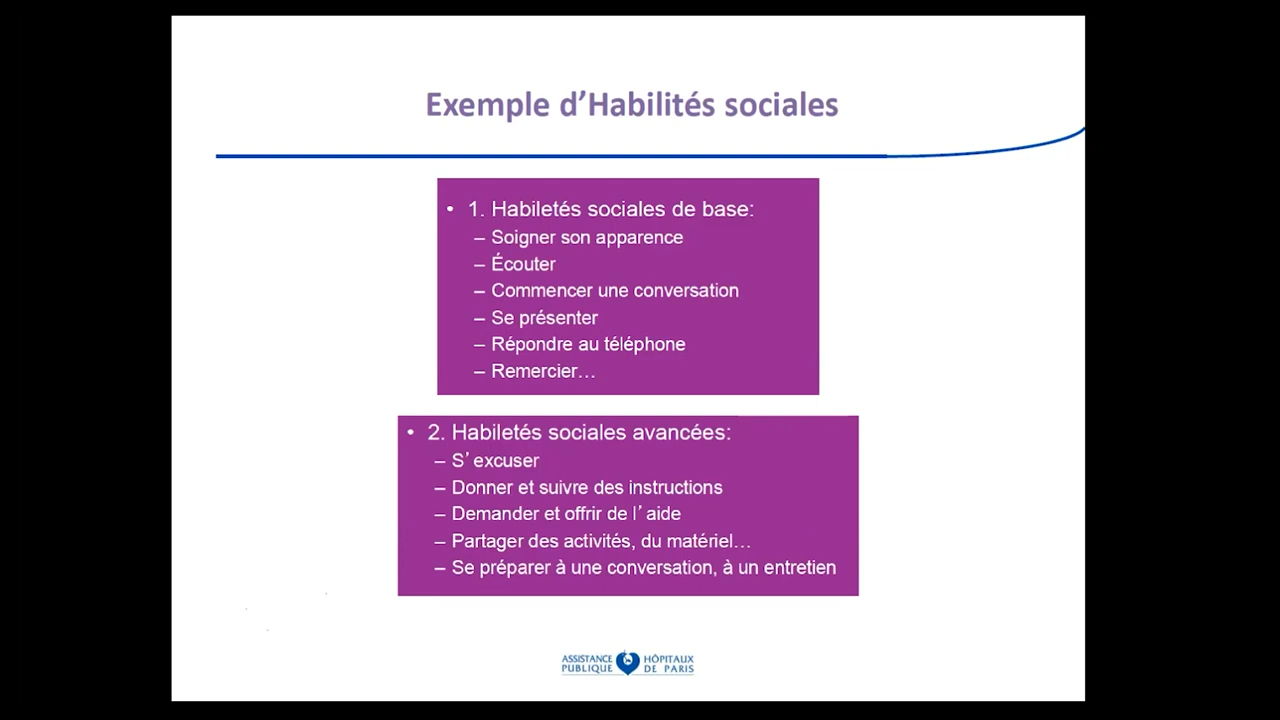 Exemple d’Habilités sociales
• 1. Habiletés sociales de base:
– Soigner son apparence
– Écouter
– Commencer une conversation
– Se présenter
– Répondre au téléphone
– Remercier…
• 2. Habiletés sociales avancées:
– S’ excuser
– Donner et suivre des instructions
– Demander et offrir de l’ aide
– Partager des activités, du matériel…
– Se préparer à une conversation, à un entretien
ASSISTANCE HÔPITAUX
PUBLIQUE DE PARIS